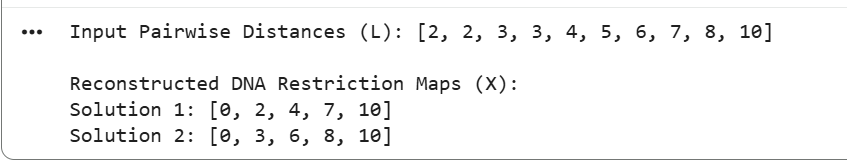 Input Pairwise Distances (L): [2, 2, 3, 3, 4, 5, 6, 7, 8, 10]
Reconstructed DNA Restriction Maps (X):
Solution 1: [0, 2, 4, 7, 10]
Solution 2: [0, 3, 6, 8, 10]